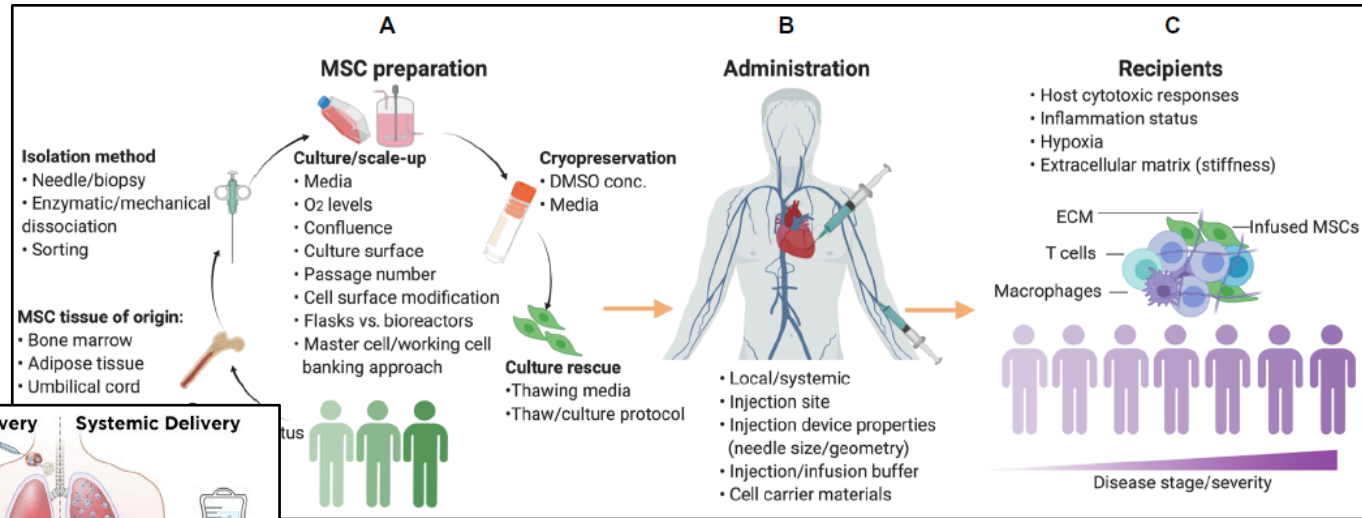 A
MSC preparation
Isolation method
• Needle/biopsy
• Enzymatic/mechanical
dissociation
• Sorting
MSC tissue of origin:
• Bone marrow
• Adipose tissue
• Umbilical cord
Culture/scale-up
• Media
• O2 levels
• Confluence
• Culture surface
• Passage number
• Cell surface modification
• Flasks vs. bioreactors
• Master cell/working cell
banking approach
Cryopreservation
• DMSO conc.
• Media
Culture rescue
•Thawing media
•Thaw/culture protocol
B
Administration
• Local/systemic
• Injection site
• Injection device properties
(needle size/geometry)
• Injection/infusion buffer
• Cell carrier materials
C
Recipients
• Host cytotoxic responses
• Inflammation status
• Hypoxia
• Extracellular matrix (stiffness)
ECM
Infused MSCs
T cells
Macrophages
Disease stage/severity
Systemic Delivery